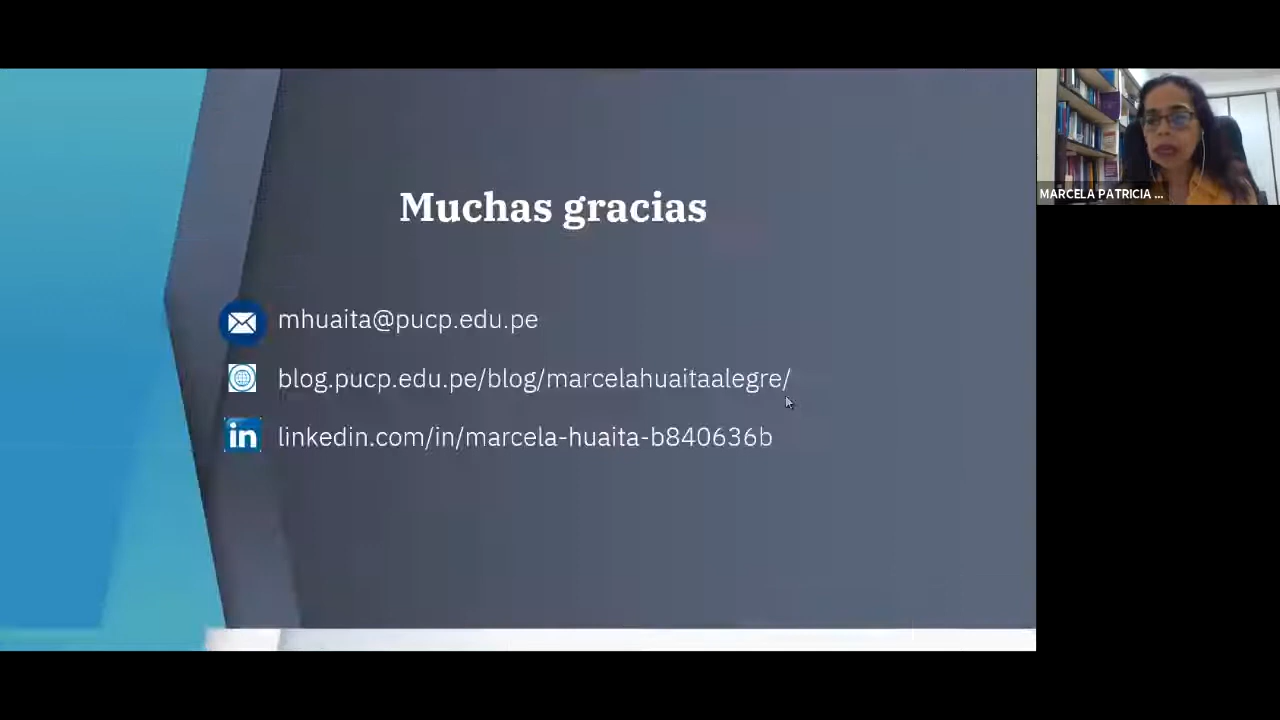 Muchas gracias
mhuaita@pucp.edu.pe
blog.pucp.edu.pe/blog/marcelahuaitaalegre/
in linkedin.com/in/marcela-huaita-b840636b
MARCELA PATRICIA ...